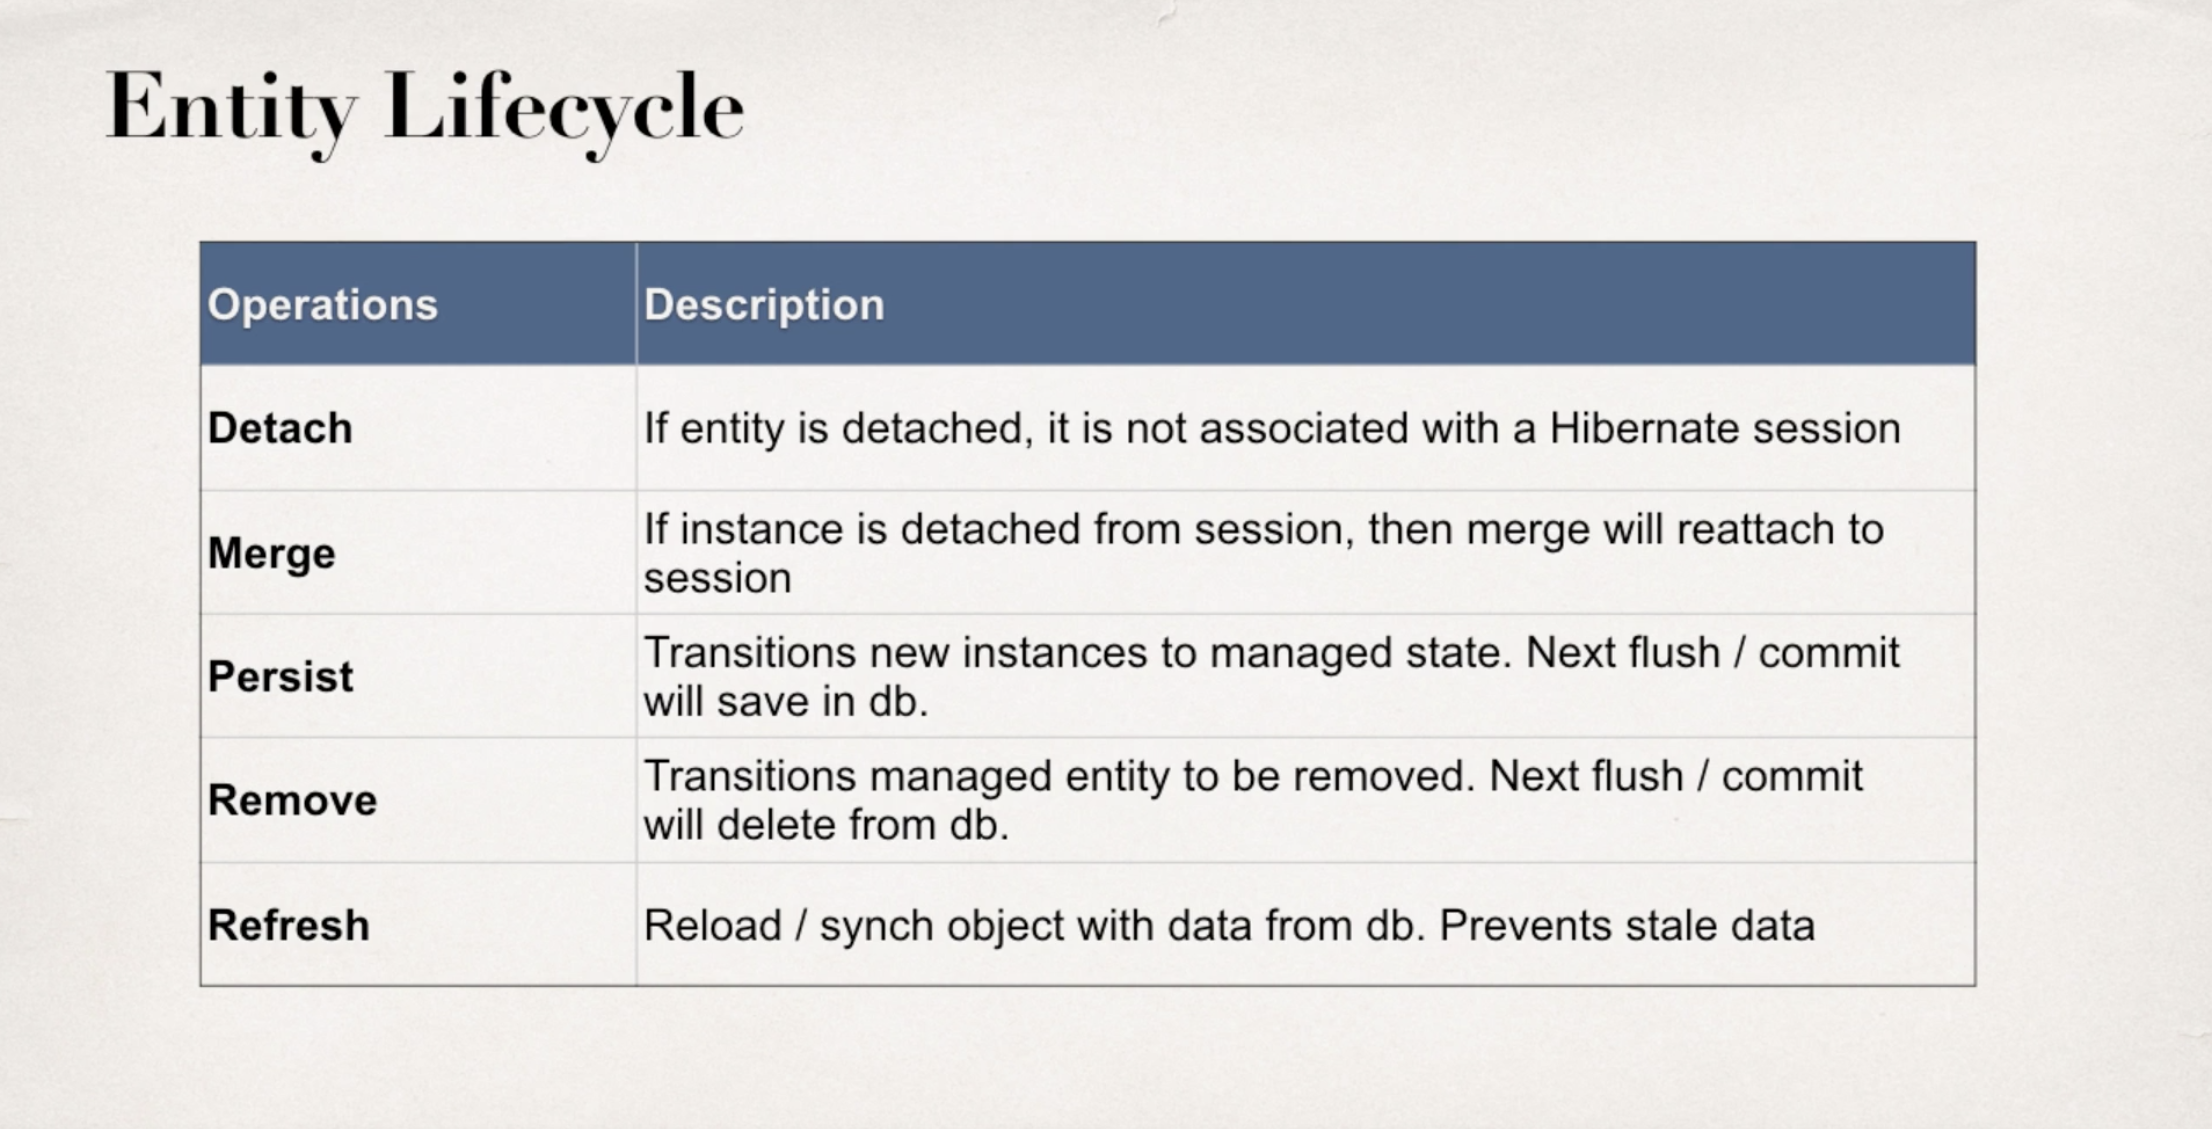 Entity Lifecycle
Operations
Description
Detach
If entity is detached, it is not associated with a Hibernate session
Merge
If instance is detached from session, then merge will reattach to
session
Persist
Transitions new instances to managed state. Next flush / commit
will save in db.
Remove
Transitions managed entity to be removed. Next flush / commit
will delete from db.
Refresh
Reload / synch object with data from db. Prevents stale data